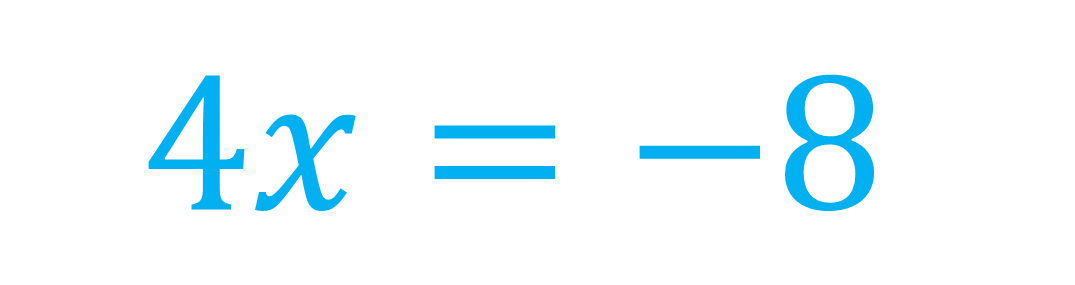 4x = −8